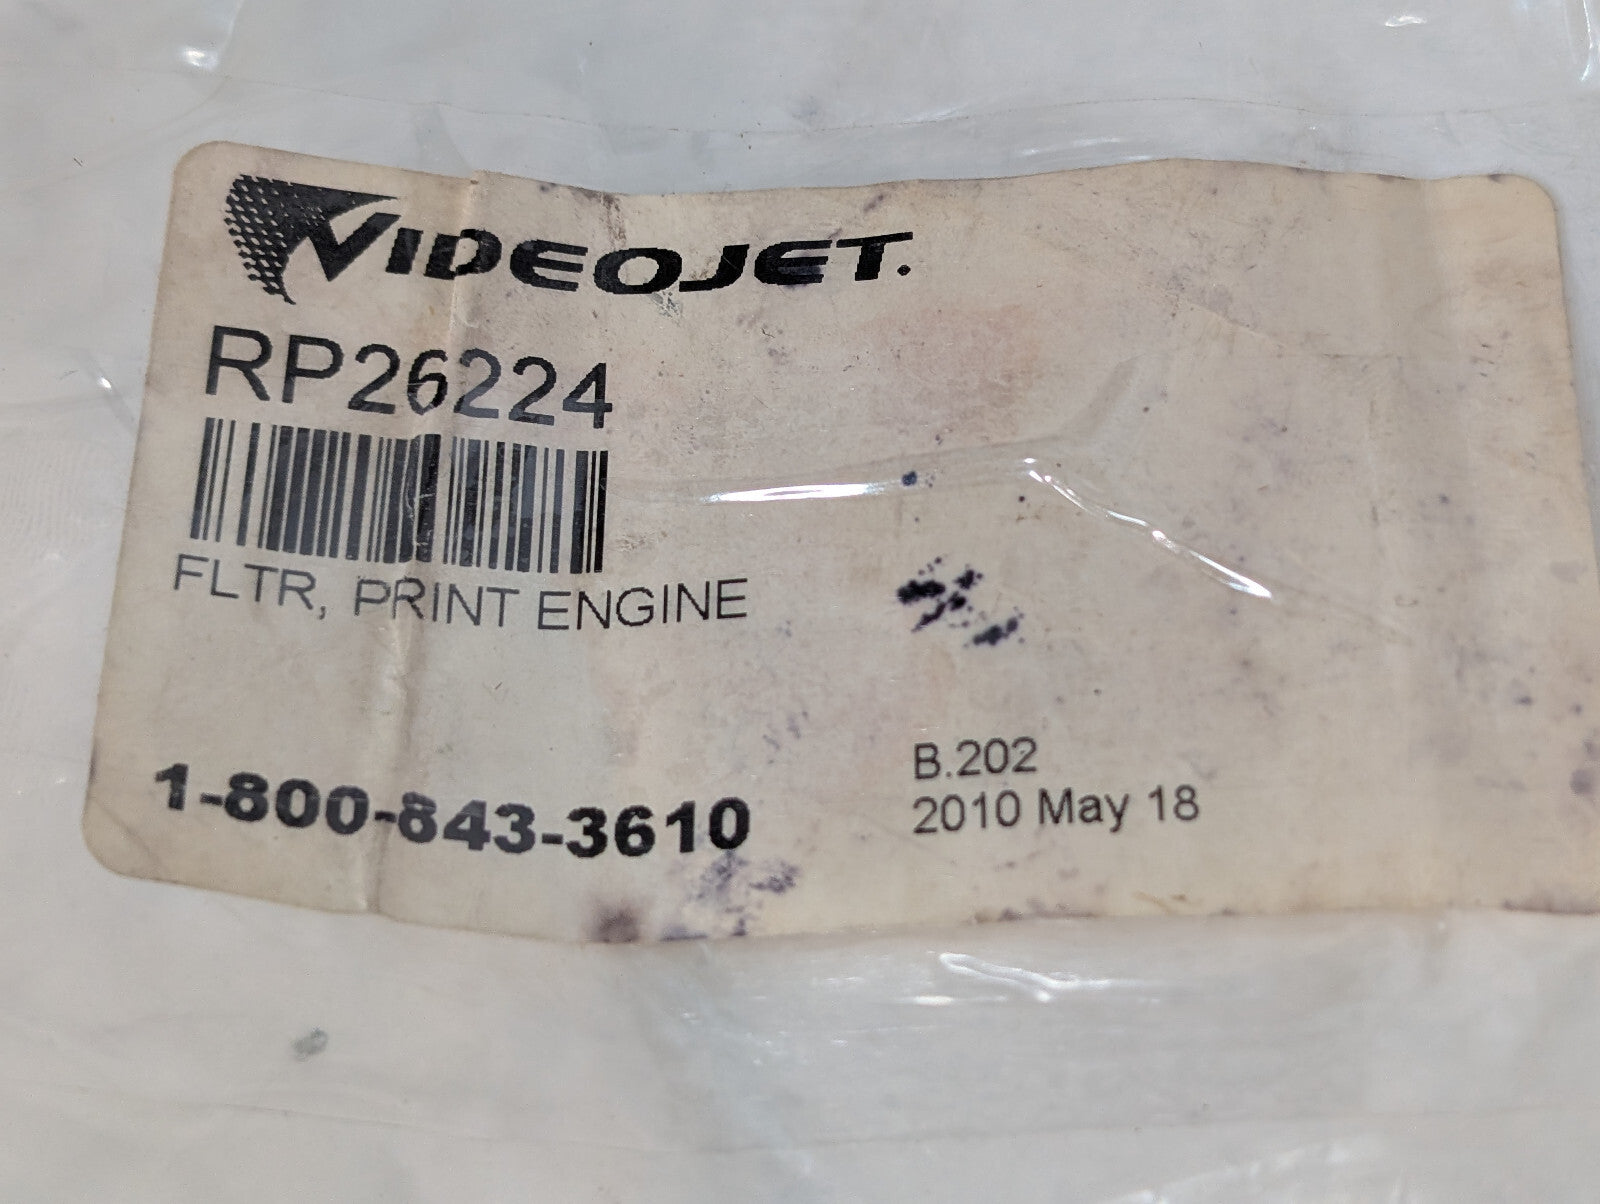 VIDEOJET.
RP26224
FLTR, PRINT ENGINE
1-800-843-3610
B.202
2010 May 18